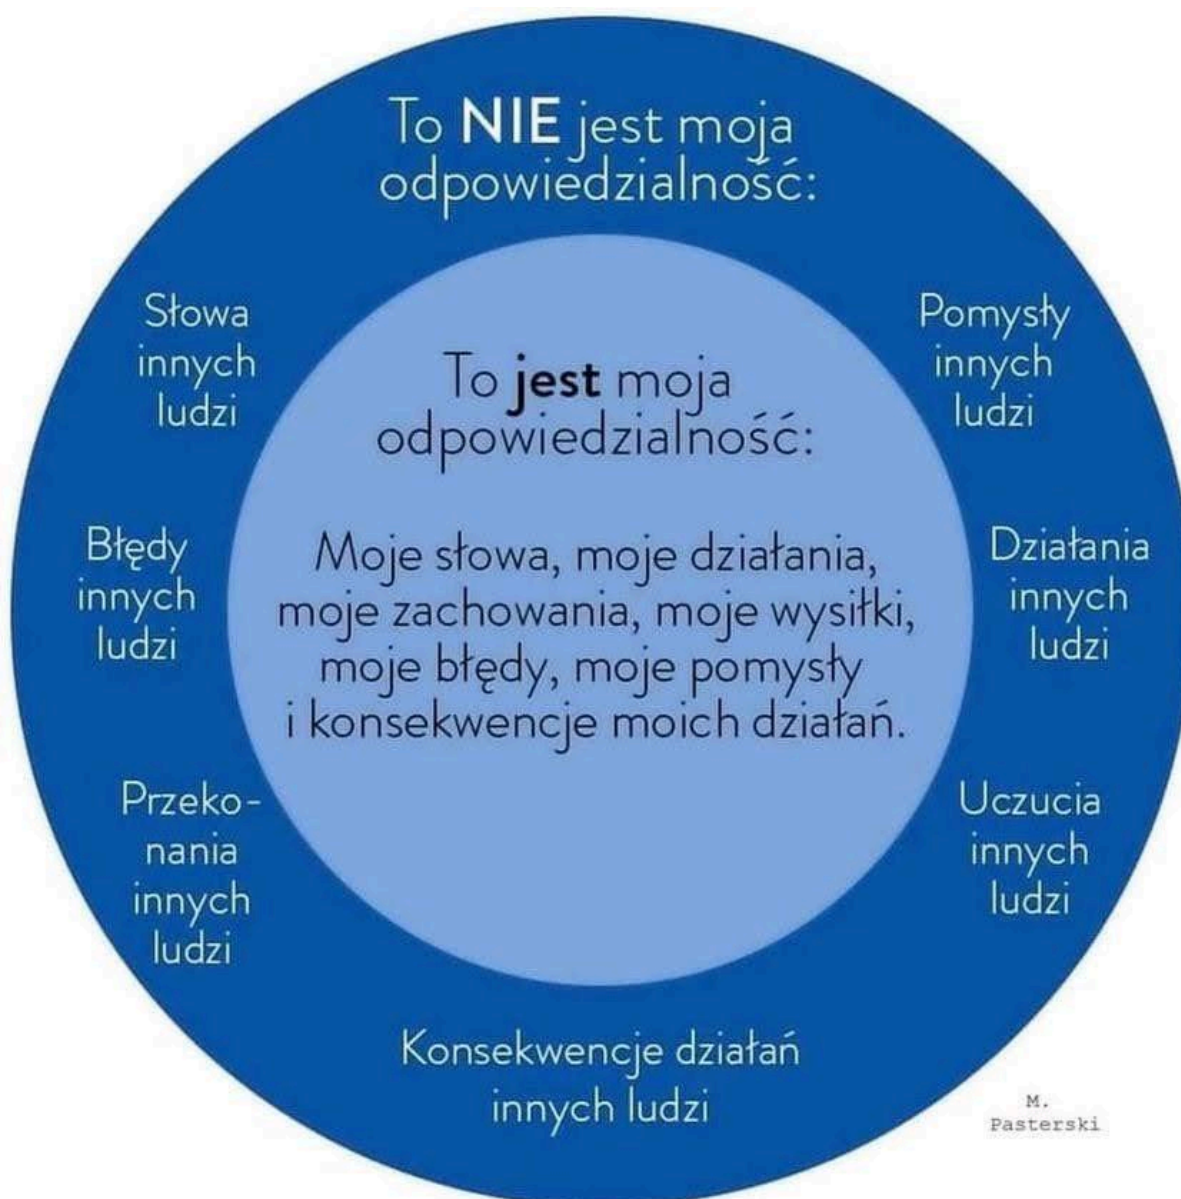 To NIE jest moja
odpowiedzialność:
Słowa
innych
ludzi
Pomysły
innych
ludzi
To jest moja
odpowiedzialność:
Błędy
innych
ludzi
Moje słowa, moje działania,
moje zachowania, moje wysiłki,
moje błędy, moje pomysły
i konsekwencje moich działań.
Działania
innych
ludzi
Przeko-
nania
innych
ludzi
Uczucia
innych
ludzi
Konsekwencje działań
innych ludzi
M.
Pasterski